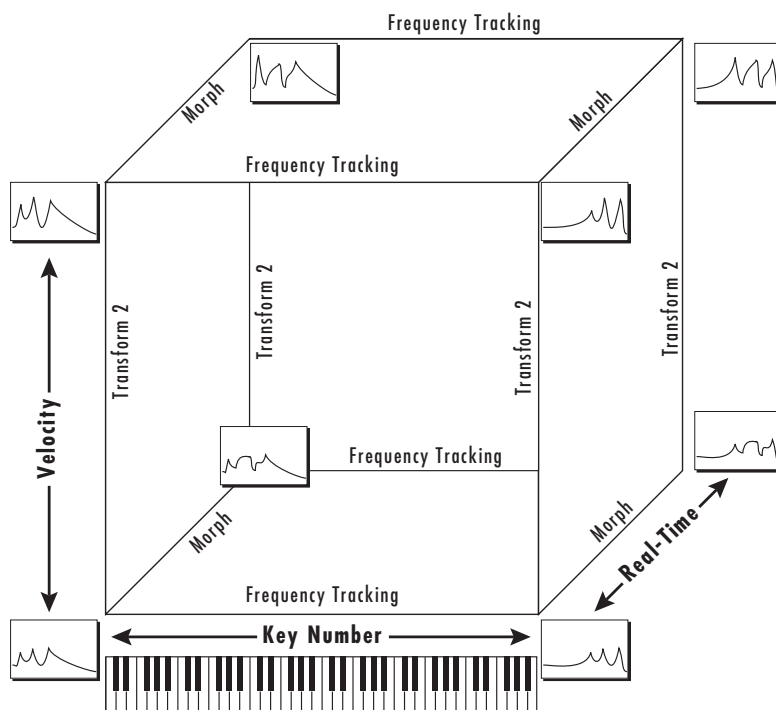 Frequency Tracking
Morph
Morph
Frequency Tracking
Transform 2
Transform 2
Transform 2
Transform 2
Velocity
Frequency Tracking
Morph
Morph
Real-Time
Frequency Tracking
Key Number